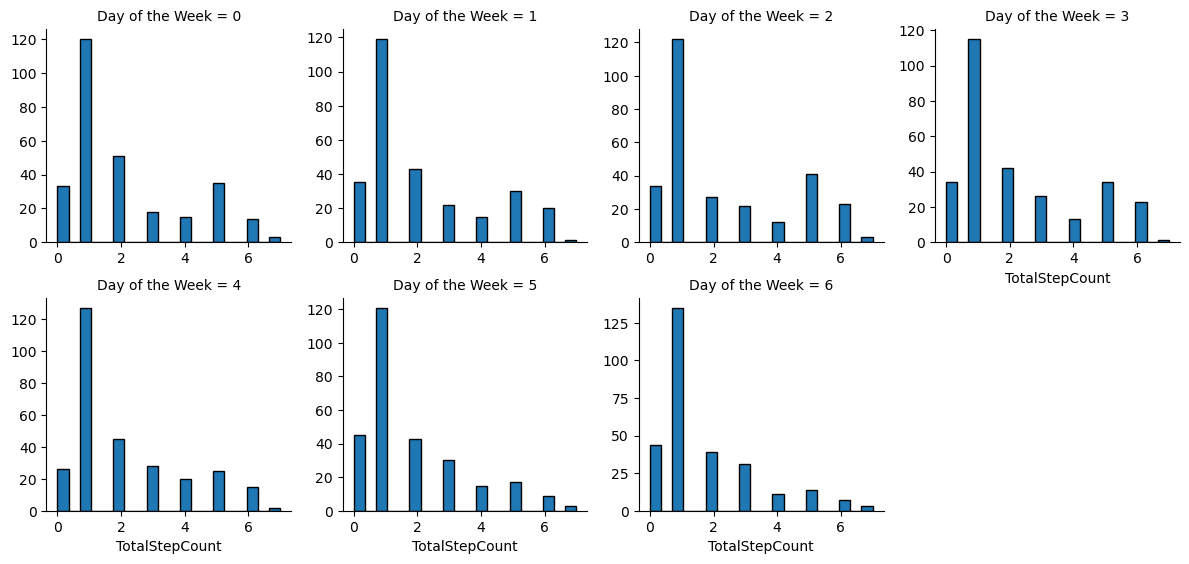 Day of the Week = 0
120
100
80
60
40
20
0
0 2 4 6
Day of the Week = 1
120
100
80
60
40
20
0
0 2 4 6
Day of the Week = 2
120
100
80
60
40
20
0
0 2 4 6
Day of the Week = 3
120
100
80
60
40
20
0
0 2 4 6
TotalStepCount
Day of the Week = 4
120
100
80
60
40
20
0
0 2 4 6
TotalStepCount
Day of the Week = 5
120
100
80
60
40
20
0
0 2 4 6
TotalStepCount
Day of the Week = 6
125
100
75
50
25
0
0 2 4 6
TotalStepCount